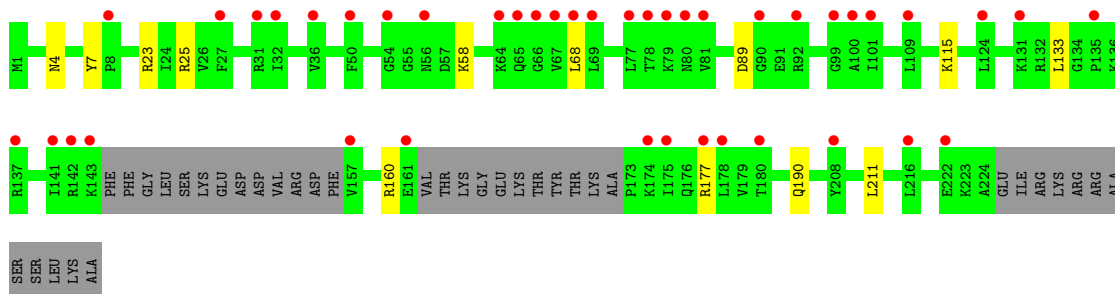 M1 N4 Y7 P8 R23 I24 R25 V26 F27 R31 I32 V36 F50 G54 G55 N56 D57 K58 K64 Q65 G66 V67 L68 L69 L77 T78 K79 N80 V81 D89 G90 E91 R92 G99 A100 I101 L109 K115 L124 K131 R132 L133 G134 P135 K136
R137 I141 R142 K143 PHE PHE GLY LEU SER LYS GLU ASP ASP VAL ARG ASP PHE V157 R160 E161 VAL THR LYS GLY GLU LYS THR TYR THR LYS ALA P173 K174 I175 Q176 R177 L178 V179 T180 Q190 Y208 L211 L216 E222 K223 A224 GLU ILE ARG LYS ARG ARG ALA
SER SER LEU LYS ALA